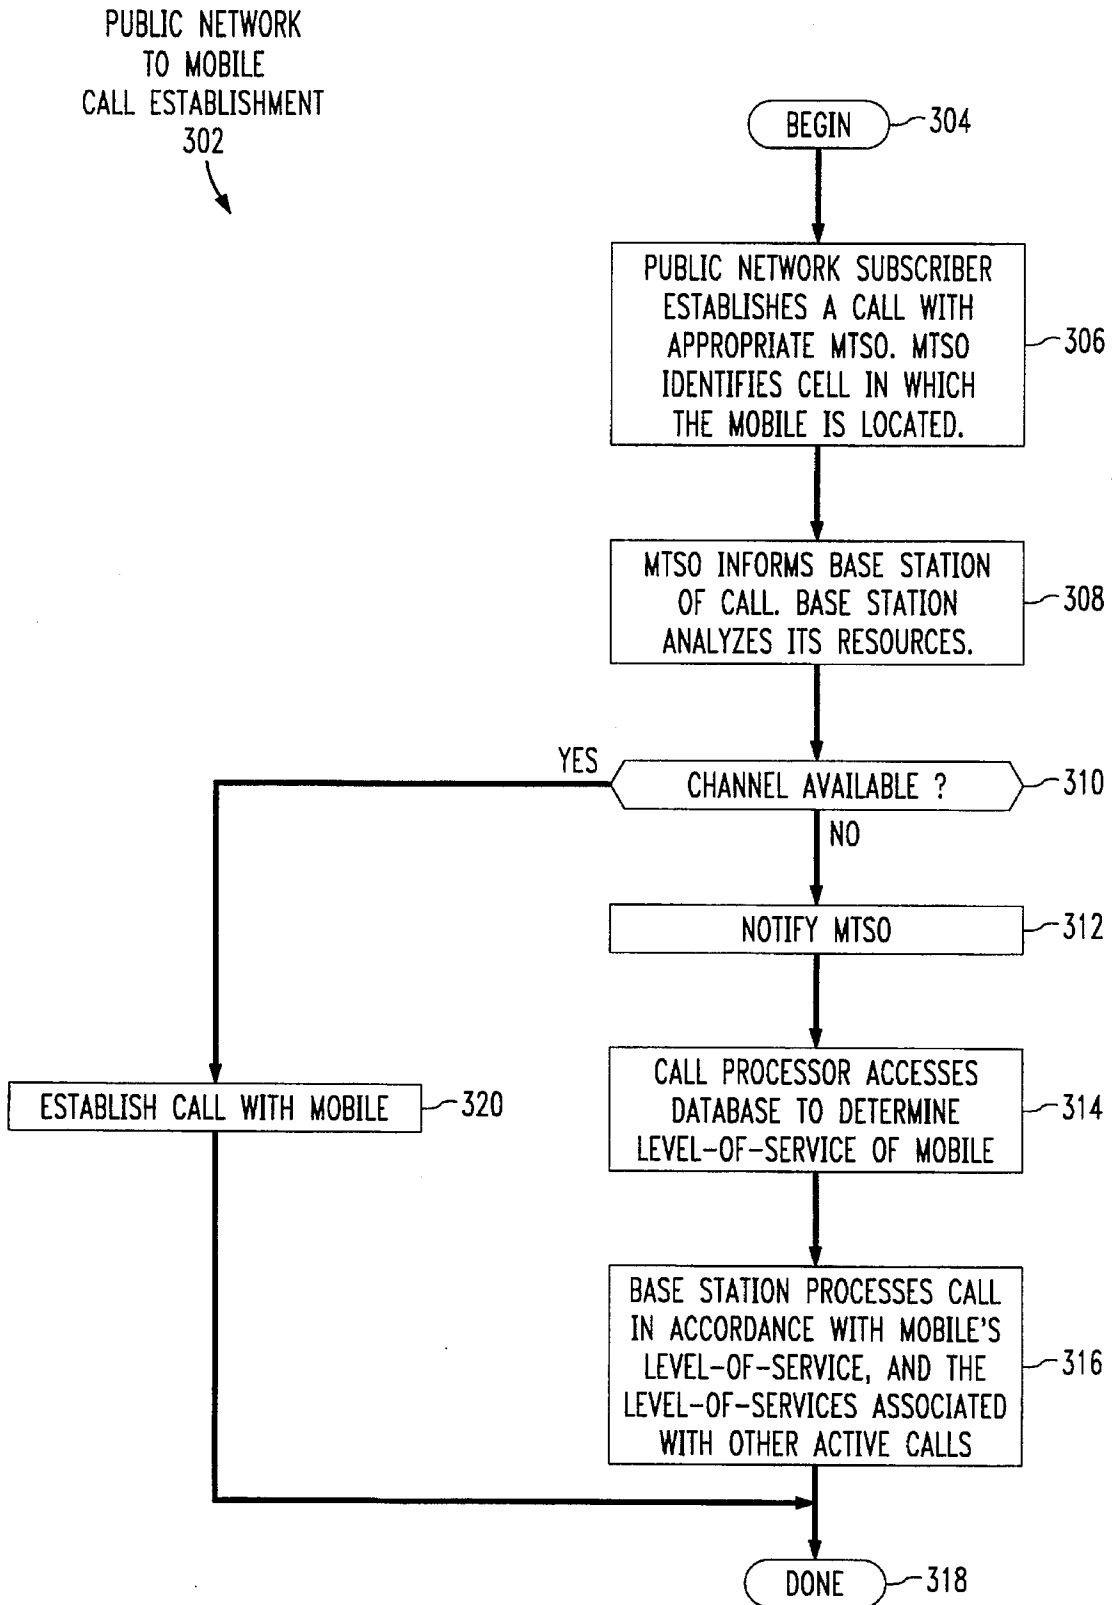 PUBLIC NETWORK
TO MOBILE
CALL ESTABLISHMENT
302
BEGIN
304
PUBLIC NETWORK SUBSCRIBER
ESTABLISHES A CALL WITH
APPROPRIATE MTSO. MTSO
IDENTIFIES CELL IN WHICH
THE MOBILE IS LOCATED.
306
MTSO INFORMS BASE STATION
OF CALL. BASE STATION
ANALYZES ITS RESOURCES.
308
YES
CHANNEL AVAILABLE ?
310
NO
NOTIFY MTSO
312
CALL PROCESSOR ACCESSES
DATABASE TO DETERMINE
LEVEL-OF-SERVICE OF MOBILE
314
ESTABLISH CALL WITH MOBILE
320
BASE STATION PROCESSES CALL
IN ACCORDANCE WITH MOBILE'S
LEVEL-OF-SERVICE, AND THE
LEVEL-OF-SERVICES ASSOCIATED
WITH OTHER ACTIVE CALLS
316
DONE
318